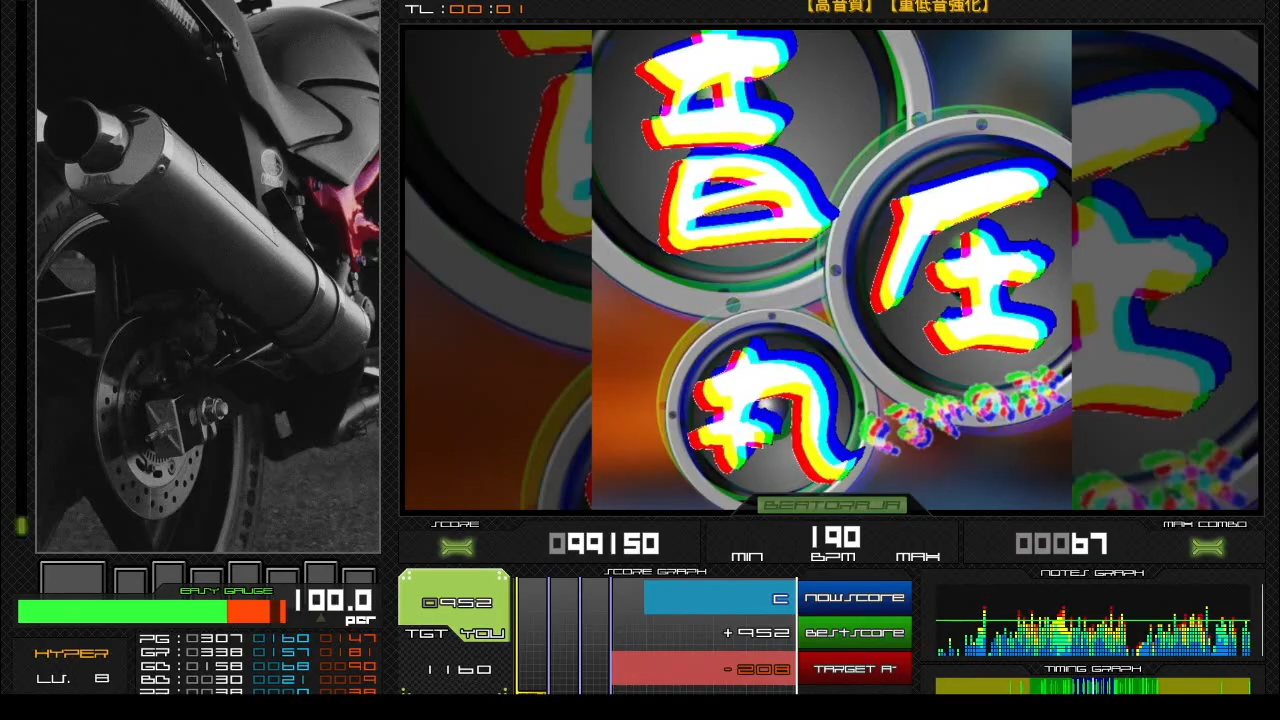 TL :00:01
【高音質】【重低音強化】
音圧丸
BEATORAJA
SCORE
099150
190
MIN BPM MAX
00067
MAX COMBO
EASY GAUGE
100.0
PCT
HYPER
LV. 8
PG :0307 0160 0147
GR :0338 0157 0181
GD :0158 0068 0090
BD :0030 0021 0009
0952
TGT YOU
1160
SCORE GRAPH
C
+952
-208
NOWSCORE
BESTSCORE
TARGET A+
NOTES GRAPH
TIMING GRAPH